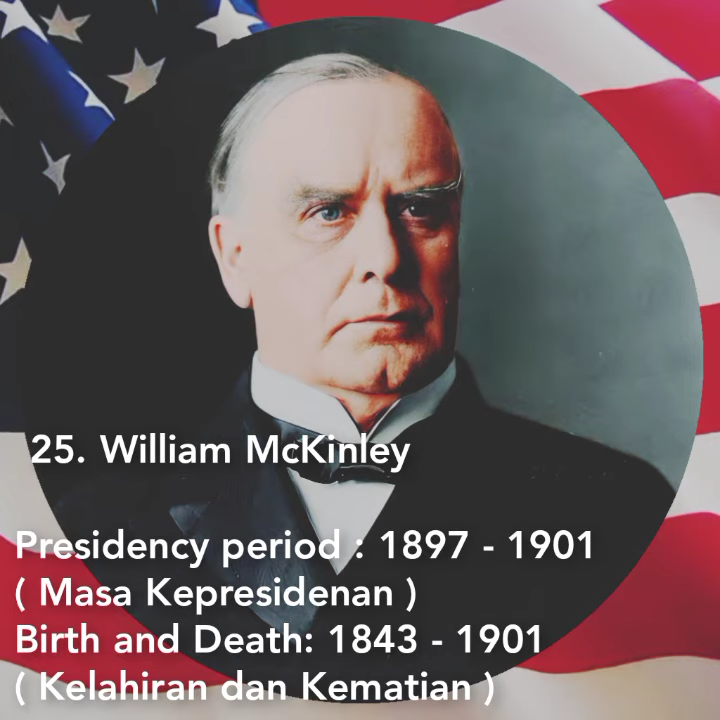 25. William McKinley
Presidency period : 1897 - 1901
( Masa Kepresidenan )
Birth and Death: 1843 - 1901
( Kelahiran dan Kematian )